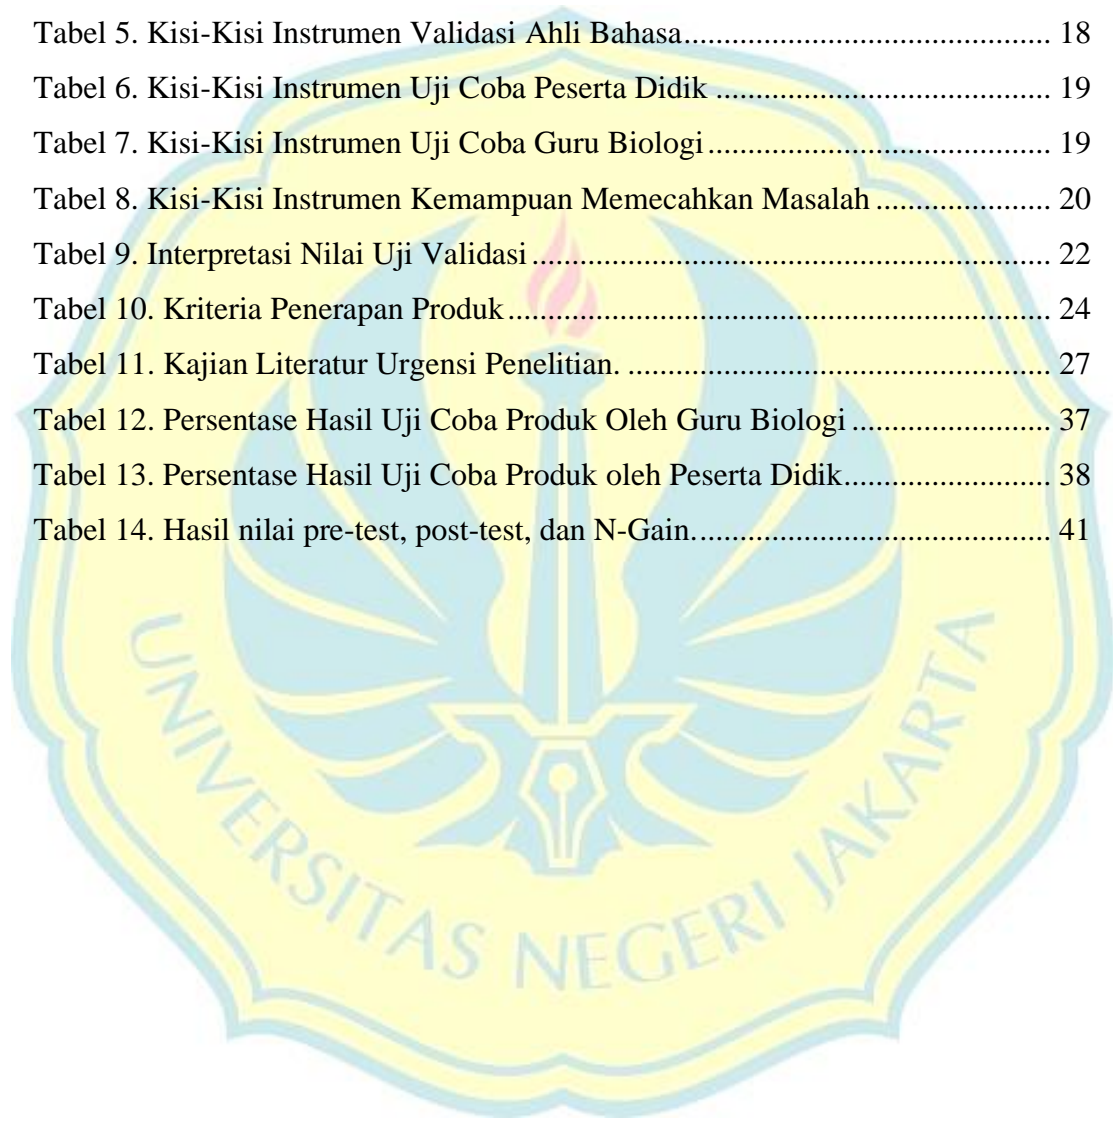 Tabel 5. Kisi-Kisi Instrumen Validasi Ahli Bahasa.......................................... 18
Tabel 6. Kisi-Kisi Instrumen Uji Coba Peserta Didik ...................................... 19
Tabel 7. Kisi-Kisi Instrumen Uji Coba Guru Biologi....................................... 19
Tabel 8. Kisi-Kisi Instrumen Kemampuan Memecahkan Masalah ..................... 20
Tabel 9. Interpretasi Nilai Uji Validasi.......................................................... 22
Tabel 10. Kriteria Penerapan Produk............................................................. 24
Tabel 11. Kajian Literatur Urgensi Penelitian. ................................................ 27
Tabel 12. Persentase Hasil Uji Coba Produk Oleh Guru Biologi........................ 37
Tabel 13. Persentase Hasil Uji Coba Produk oleh Peserta Didik......................... 38
Tabel 14. Hasil nilai pre-test, post-test, dan N-Gain.......................................... 41
UNIVERSITAS NEGERI JAKARTA